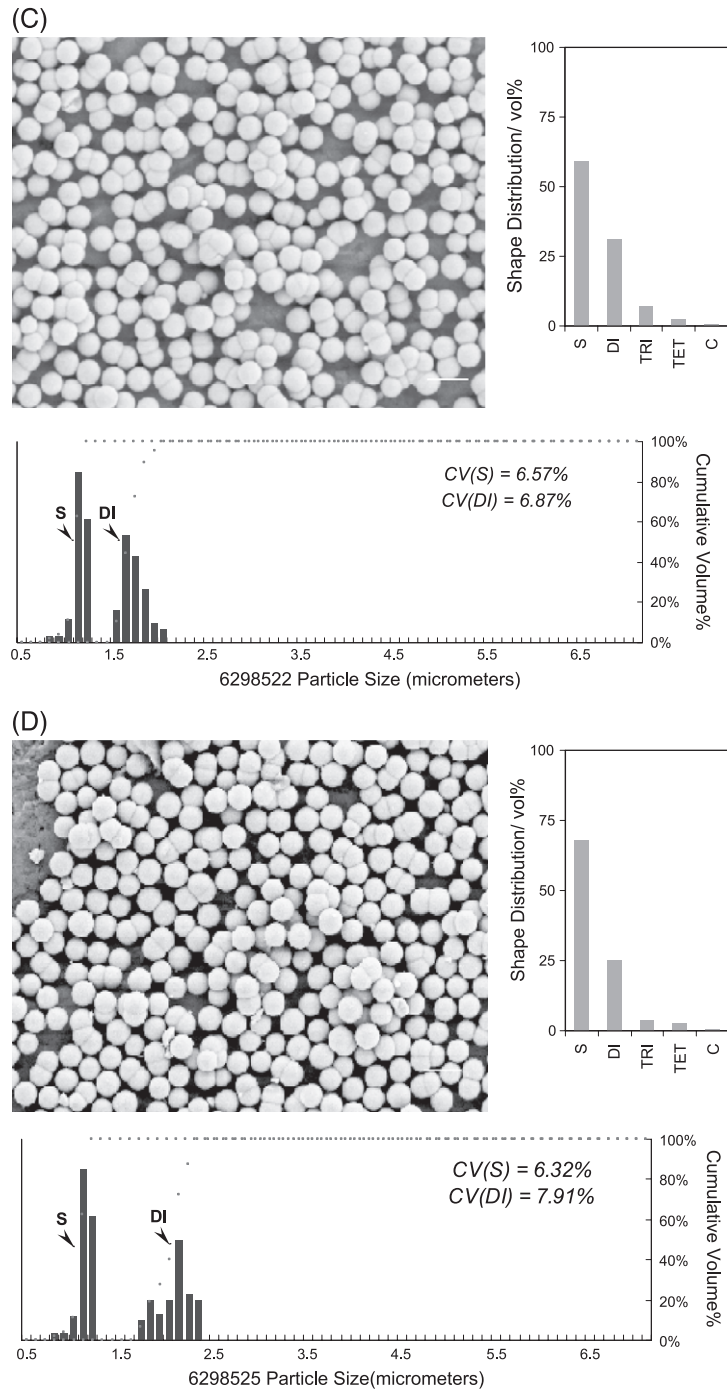 (C)
Shape Distribution/ vol%
100
75
50
25
0
S DI TRI TET C
S DI
CV(S) = 6.57%
CV(DI) = 6.87%
100%
80%
60%
40%
20%
0%
Cumulative Volume%
0.5 1.5 2.5 3.5 4.5 5.5 6.5
6298522 Particle Size (micrometers)
(D)
Shape Distribution/ vol%
100
75
50
25
0
S DI TRI TET C
S DI
CV(S) = 6.32%
CV(DI) = 7.91%
100%
80%
60%
40%
20%
0%
Cumulative Volume%
0.5 1.5 2.5 3.5 4.5 5.5 6.5
6298525 Particle Size(micrometers)